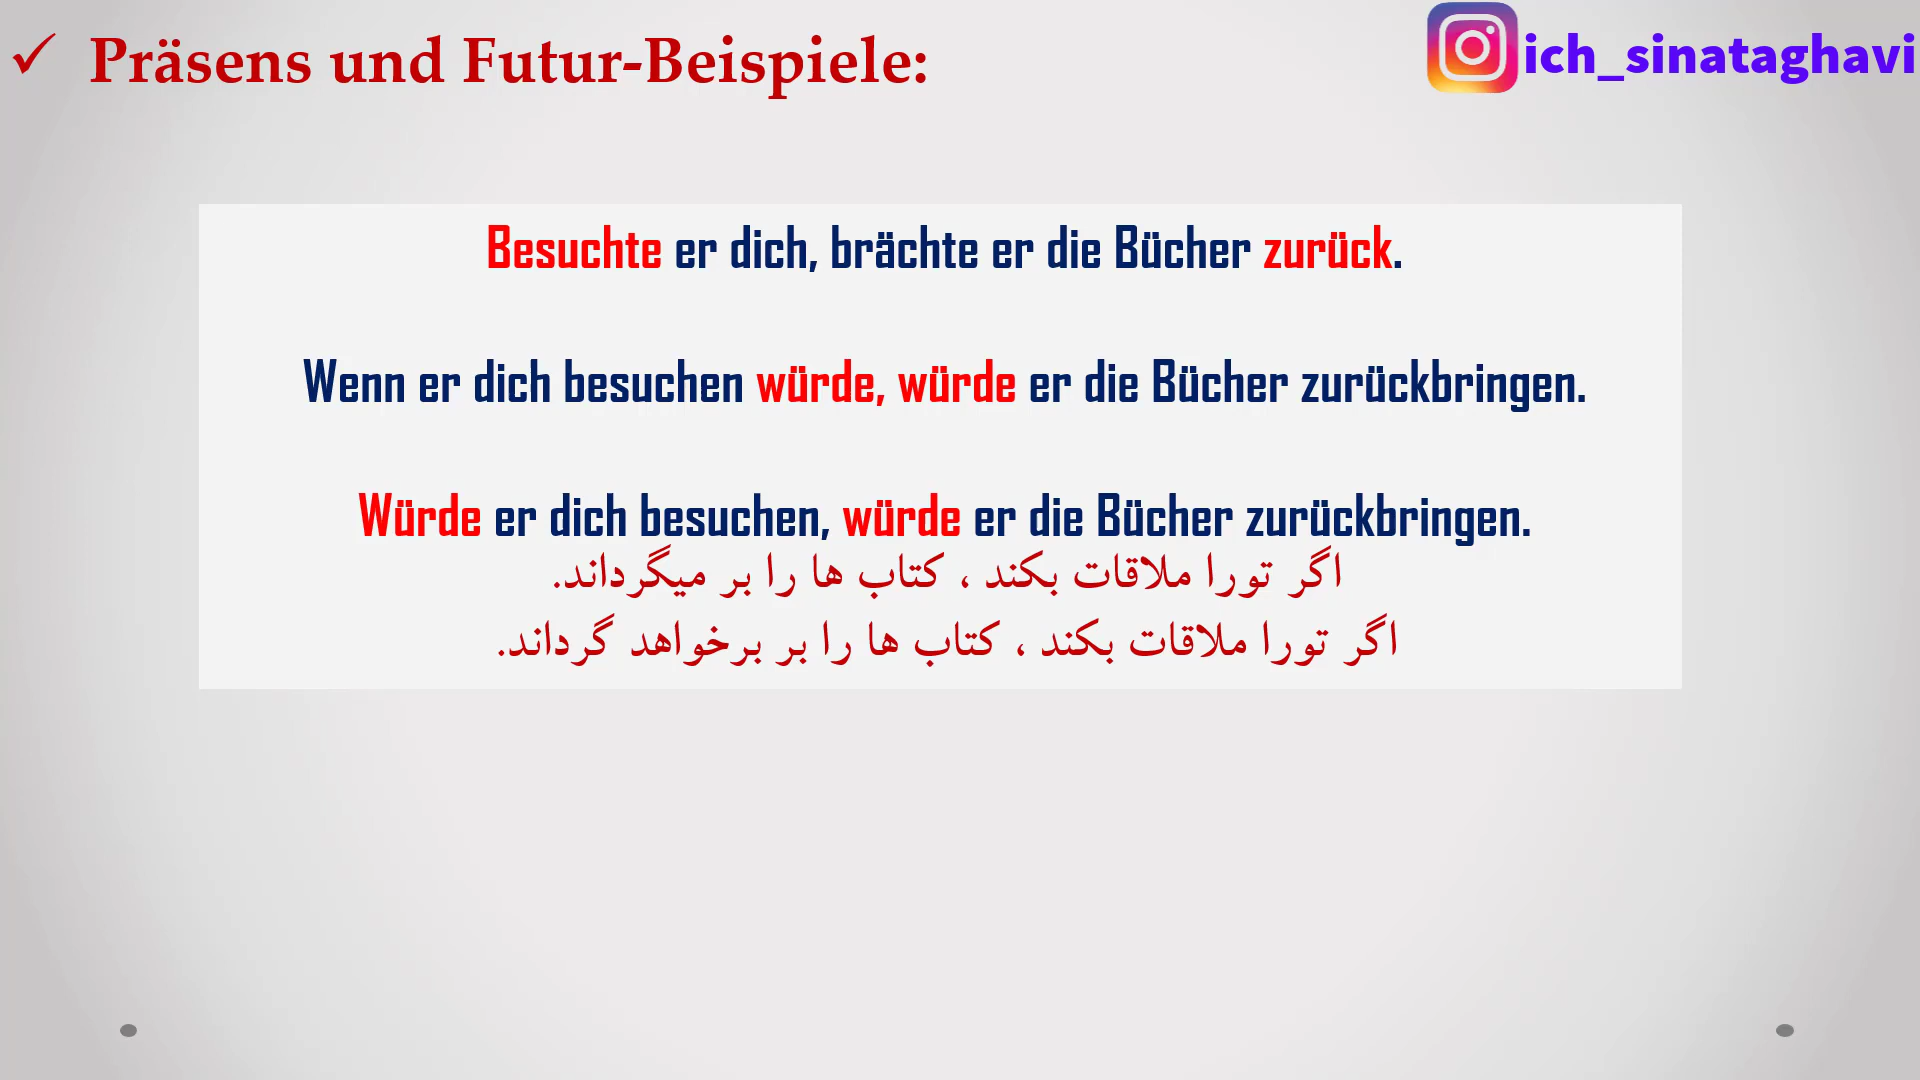 Präsens und Futur-Beispiele:
ich_sinataghavi
Besuchte er dich, brächte er die Bücher zurück.
Wenn er dich besuchen würde, würde er die Bücher zurückbringen.
Würde er dich besuchen, würde er die Bücher zurückbringen.
اگر تورا ملاقات بکند ، کتاب ها را بر میگرداند.
اگر تورا ملاقات بکند ، کتاب ها را بر برخواهد گرداند.